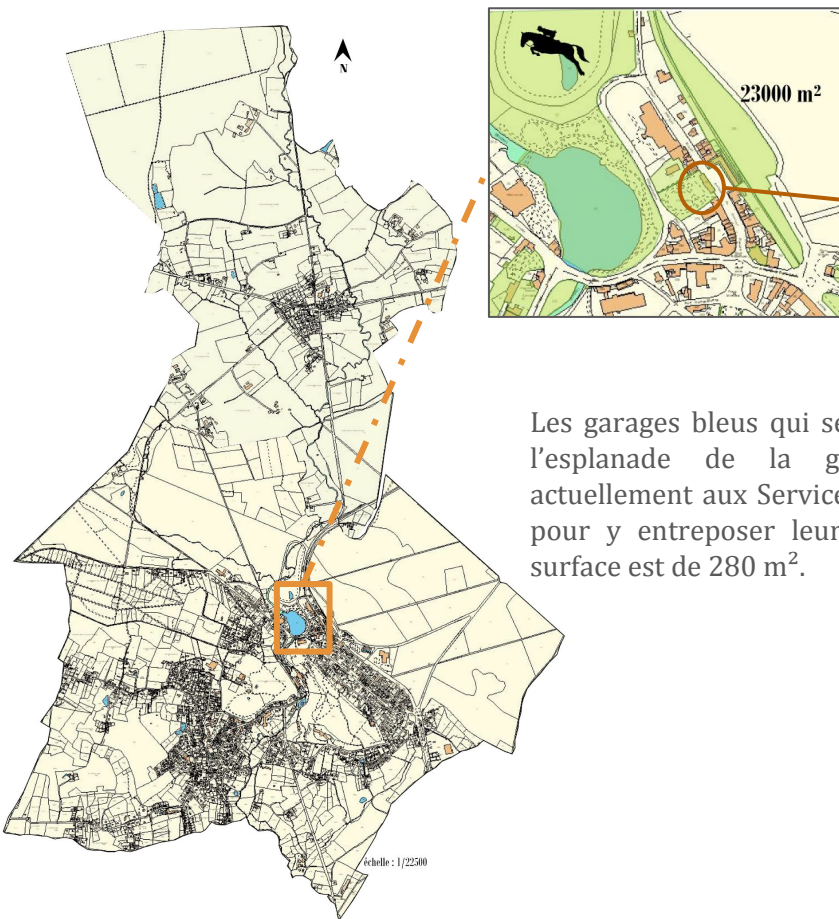 N
23000 m²
Les garages bleus qui se
l'esplanade de la g
actuellement aux Service
pour y entreposer leur
surface est de 280 m².
échelle : 1/22500